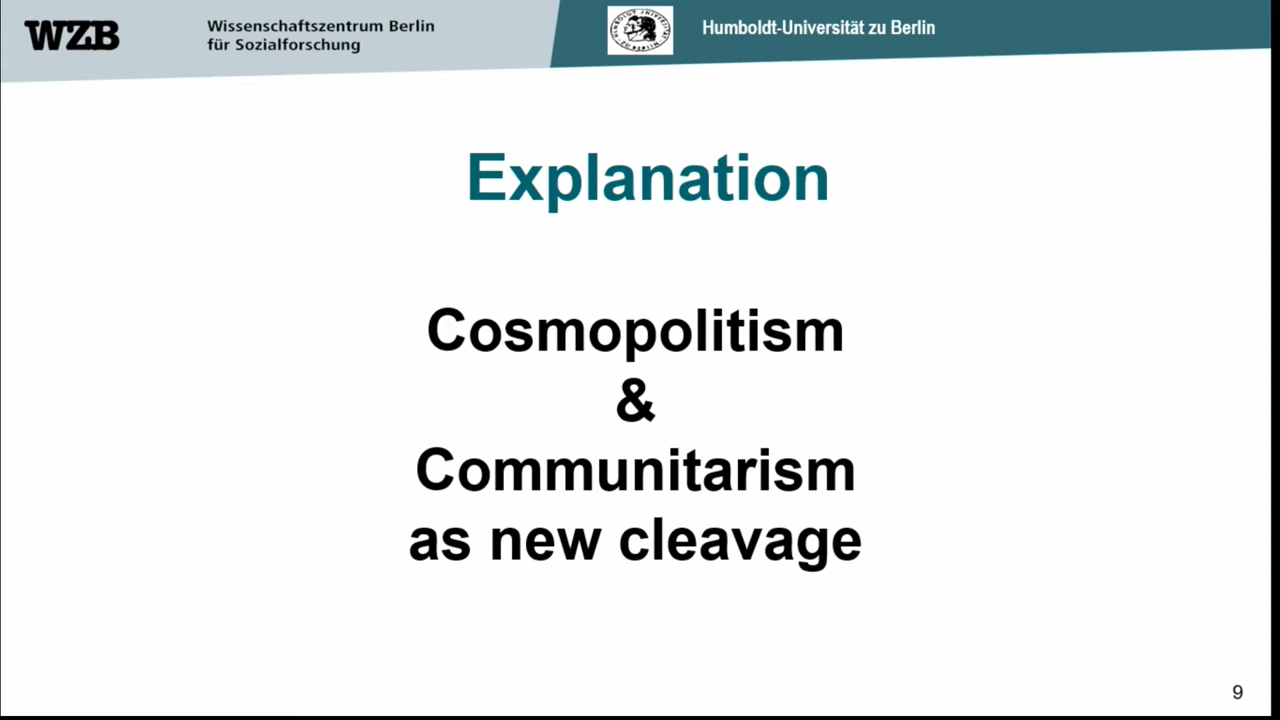 WZB
Wissenschaftszentrum Berlin
für Sozialforschung
Humboldt-Universität zu Berlin
Explanation
Cosmopolitism
&
Communitarism
as new cleavage
9